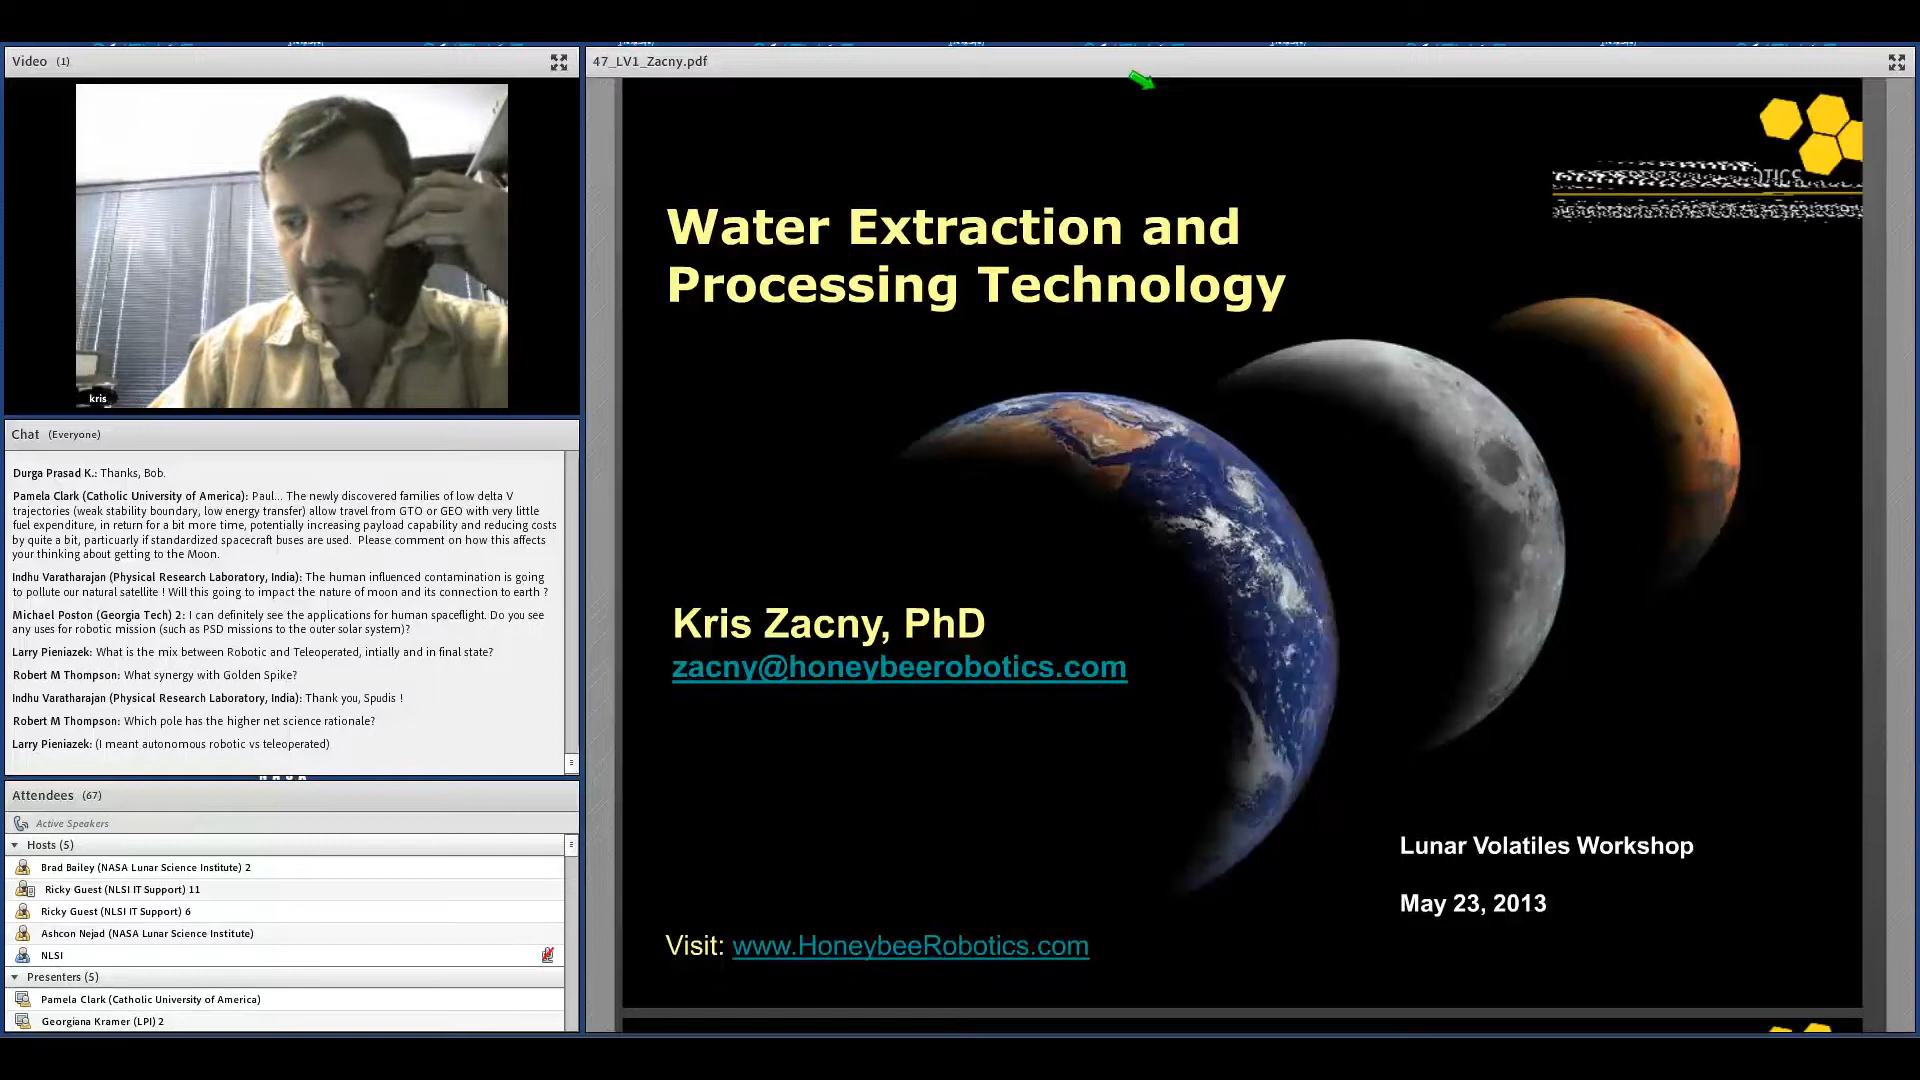 Video (1)
kris
Chat (Everyone)
Durga Prasad K.: Thanks, Bob.
Pamela Clark (Catholic University of America): Paul... The newly discovered families of low delta V
trajectories (weak stability boundary, low energy transfer) allow travel from GTO or GEO with very little
fuel expenditure, in return for a bit more time, potentially increasing payload capability and reducing costs
by quite a bit, particuarly if standardized spacecraft buses are used. Please comment on how this affects
your thinking about getting to the Moon.
Indhu Varatharajan (Physical Research Laboratory, India): The human influenced contamination is going
to pollute our natural satellite ! Will this going to impact the nature of moon and its connection to earth ?
Michael Poston (Georgia Tech) 2: I can definitely see the applications for human spaceflight. Do you see
any uses for robotic mission (such as PSD missions to the outer solar system)?
Larry Pieniazek: What is the mix between Robotic and Teleoperated, intially and in final state?
Robert M Thompson: What synergy with Golden Spike?
Indhu Varatharajan (Physical Research Laboratory, India): Thank you, Spudis !
Robert M Thompson: Which pole has the higher net science rationale?
Larry Pieniazek: (I meant autonomous robotic vs teleoperated)
Attendees (67)
Active Speakers
Hosts (5)
Brad Bailey (NASA Lunar Science Institute) 2
Ricky Guest (NLSI IT Support) 11
Ricky Guest (NLSI IT Support) 6
Ashcon Nejad (NASA Lunar Science Institute)
NLSI
Presenters (5)
Pamela Clark (Catholic University of America)
Georgiana Kramer (LPI) 2
47_LV1_Zacny.pdf
Water Extraction and
Processing Technology
Kris Zacny, PhD
zacny@honeybeerobotics.com
Lunar Volatiles Workshop
May 23, 2013
Visit: www.HoneybeeRobotics.com